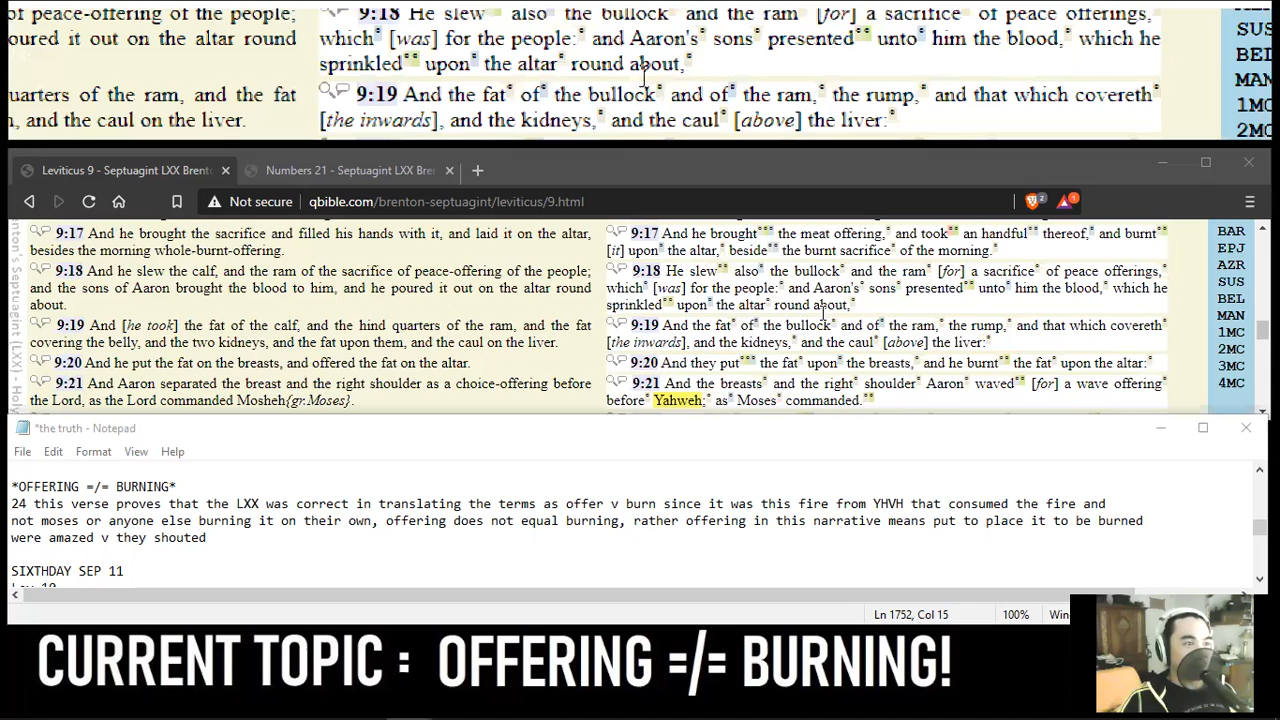 9:18 He slew also the bullock and the ram [for] a sacrifice of peace offerings,
of the people;
oured it out on the altar round which [was] for the people: and Aaron's sons presented unto him the blood, which he
sprinkled upon the altar round about,
uarters of the ram, and the fat 9:19 And the fat of the bullock and of the ram, the rump, and that which covereth
, and the caul on the liver. [the inwards], and the kidneys, and the caul [above] the liver:
SUS
BEL
MAN
1MC
2MC
Leviticus 9 - Septuagint LXX Brent
Numbers 21 - Septuagint LXX Bren
Not secure qbible.com/brenton-septuagint/leviticus/9.html
2
1
9:17 And he brought the sacrifice and filled his hands with it, and laid it on the altar,
besides the morning whole-burnt-offering.
9:18 And he slew the calf, and the ram of the sacrifice of peace-offering of the people;
and the sons of Aaron brought the blood to him, and he poured it out on the altar round
about.
9:19 And [he took] the fat of the calf, and the hind quarters of the ram, and the fat
covering the belly, and the two kidneys, and the fat upon them, and the caul on the liver.
9:20 And he put the fat on the breasts, and offered the fat on the altar.
9:21 And Aaron separated the breast and the right shoulder as a choice-offering before
the Lord, as the Lord commanded Mosheh{gr.Moses}.
9:17 And he brought the meat offering, and took an handful thereof, and burnt
[it] upon the altar, beside the burnt sacrifice of the morning.
9:18 He slew also the bullock and the ram [for] a sacrifice of peace offerings,
which [was] for the people: and Aaron's sons presented unto him the blood, which he
sprinkled upon the altar round about,
9:19 And the fat of the bullock and of the ram, the rump, and that which covereth
[the inwards], and the kidneys, and the caul [above] the liver:
9:20 And they put the fat upon the breasts, and he burnt the fat upon the altar:
9:21 And the breasts and the right shoulder Aaron waved [for] a wave offering
before Yahweh; as Moses commanded.
BAR
EPJ
AZR
SUS
BEL
MAN
1MC
2MC
3MC
4MC
*the truth - Notepad
File Edit Format View Help
*OFFERING =/= BURNING*
24 this verse proves that the LXX was correct in translating the terms as offer v burn since it was this fire from YHVH that consumed the fire and
not moses or anyone else burning it on their own, offering does not equal burning, rather offering in this narrative means put to place it to be burned
were amazed v they shouted
SIXTHDAY SEP 11
Lev 10
Ln 1752, Col 15 100% Win
CURRENT TOPIC : OFFERING =/= BURNING!